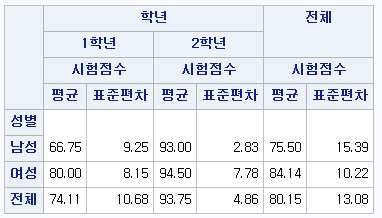 학년 전체
1학년 2학년
시험점수 시험점수 시험점수
평균 표준편차 평균 표준편차 평균 표준편차
성별
남성 66.75 9.25 93.00 2.83 75.50 15.39
여성 80.00 8.15 94.50 7.78 84.14 10.22
전체 74.11 10.68 93.75 4.86 80.15 13.08